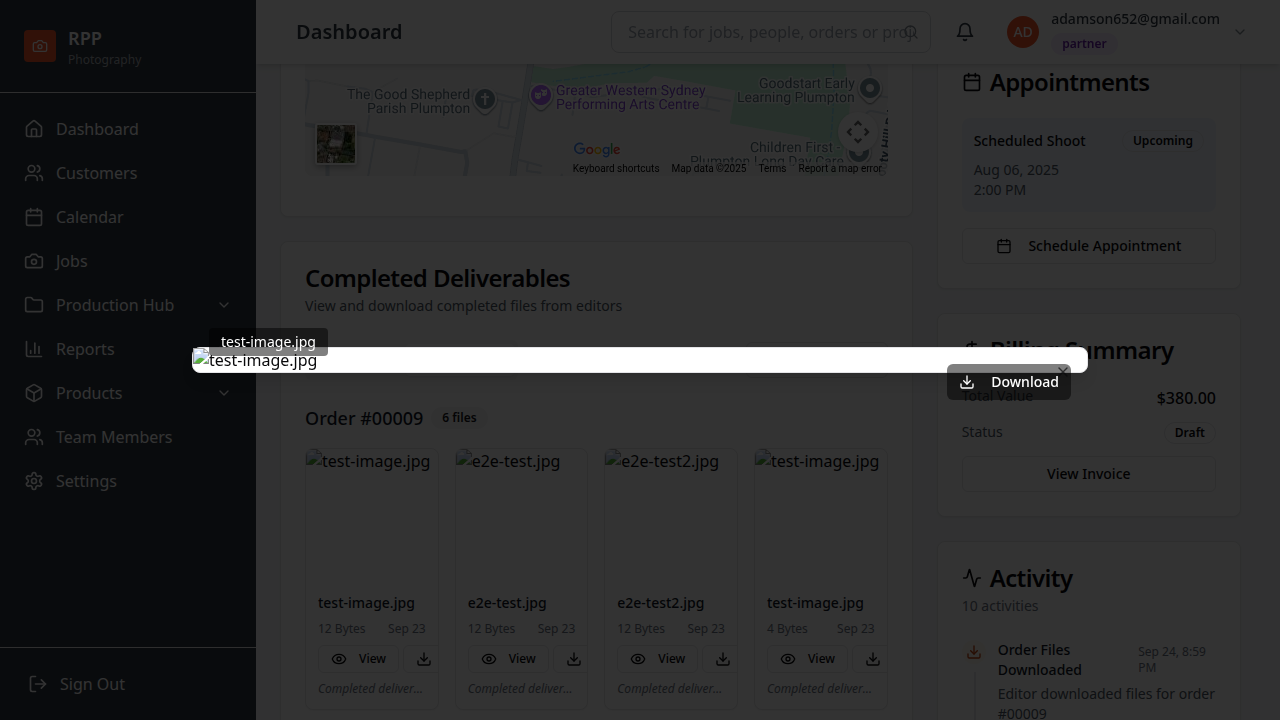 RPP
Photography
Dashboard
Customers
Calendar
Jobs
Production Hub
Reports
Products
Team Members
Settings
Sign Out
Dashboard
Search for jobs, people, orders or proj
AD
adamson652@gmail.com
partner
The Good Shepherd
Parish Plumpton
Greater Western Sydney
Performing Arts Centre
Goodstart Early
Learning Plumpton
Children First -
Plumpton Long Day Care
Google
Keyboard shortcuts
Map data ©2025
Terms
Report a map error
Completed Deliverables
View and download completed files from editors
test-image.jpg
test-image.jpg
Download
Order #00009
6 files
test-image.jpg
e2e-test.jpg
e2e-test2.jpg
test-image.jpg
test-image.jpg
12 Bytes
Sep 23
View
Completed deliver...
e2e-test.jpg
12 Bytes
Sep 23
View
Completed deliver...
e2e-test2.jpg
12 Bytes
Sep 23
View
Completed deliver...
test-image.jpg
4 Bytes
Sep 23
View
Completed deliver...
Appointments
Scheduled Shoot
Upcoming
Aug 06, 2025
2:00 PM
Schedule Appointment
Summary
Total Value
$380.00
Status
Draft
View Invoice
Activity
10 activities
Order Files
Downloaded
Sep 24, 8:59
PM
Editor downloaded files for order
#00009